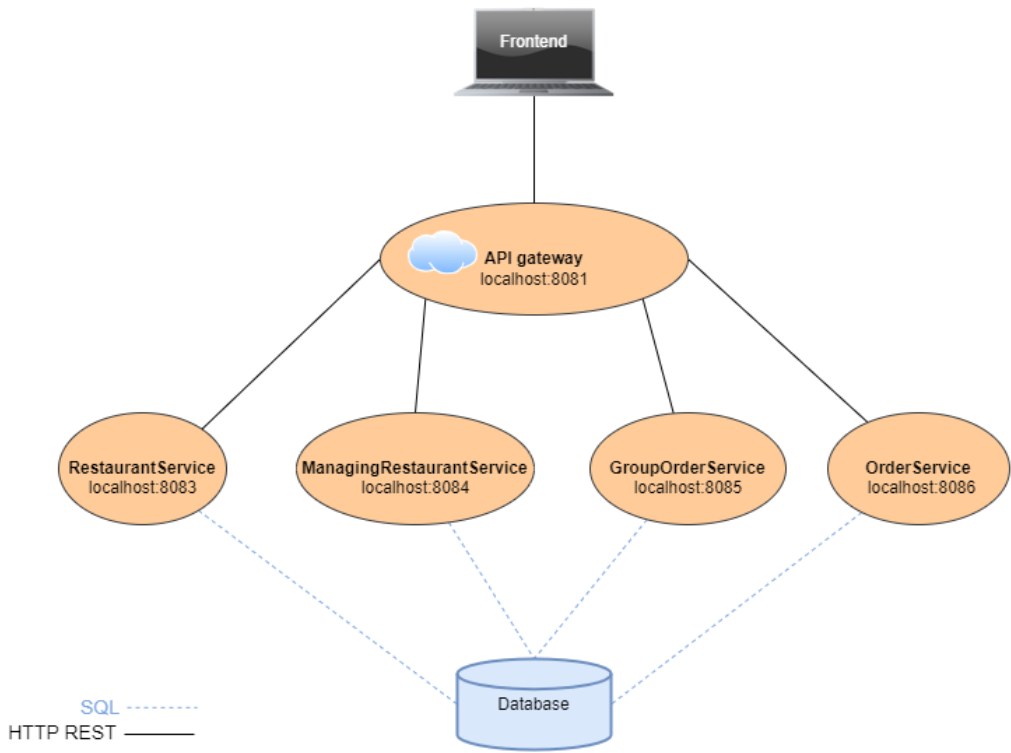 Frontend
API gateway
localhost:8081
RestaurantService
localhost:8083
ManagingRestaurantService
localhost:8084
GroupOrderService
localhost:8085
OrderService
localhost:8086
Database
SQL
HTTP REST